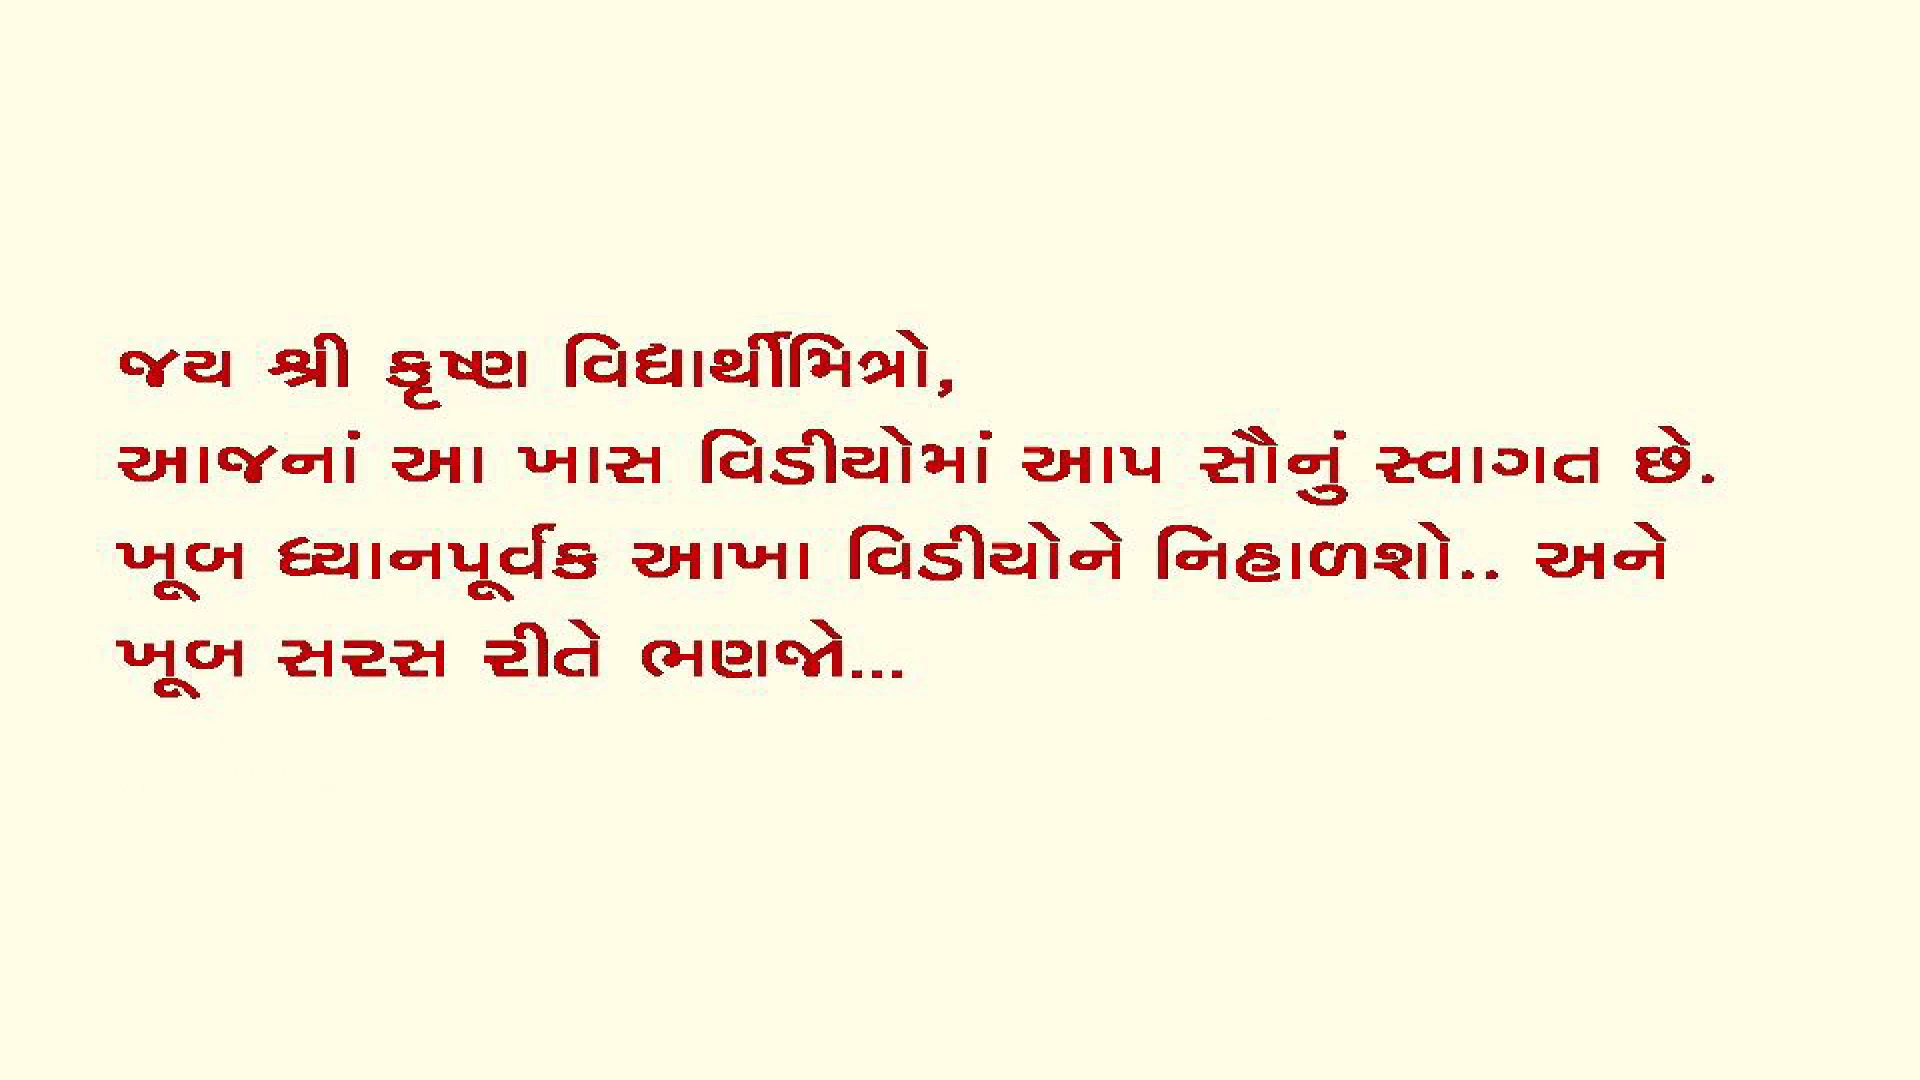 જય શ્રી કૃષ્ણ વિદ્યાર્થીમિત્રો,
આજનાં આ ખાસ વિડીયોમાં આપ સૌનું સ્વાગત છે.
ખૂબ ધ્યાનપૂર્વક આખા વિડીયોને નિહાળશો.. અને
ખૂબ સરસ રીતે ભણજો...